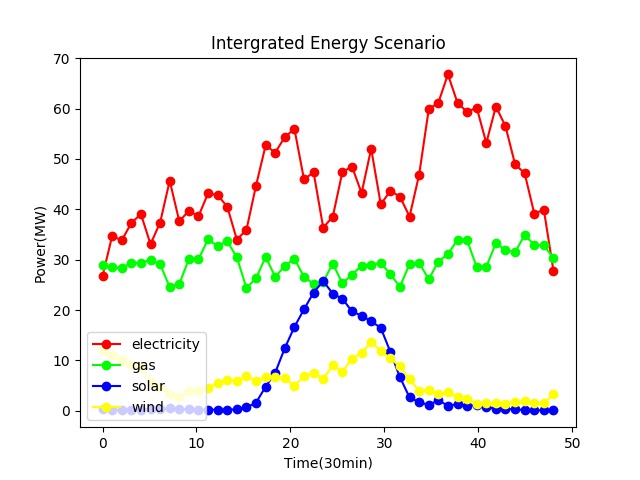 Intergrated Energy Scenario
Power(MW)
70
60
50
40
30
20
10
0
electricity
gas
solar
wind
0 10 20 30 40 50
Time(30min)